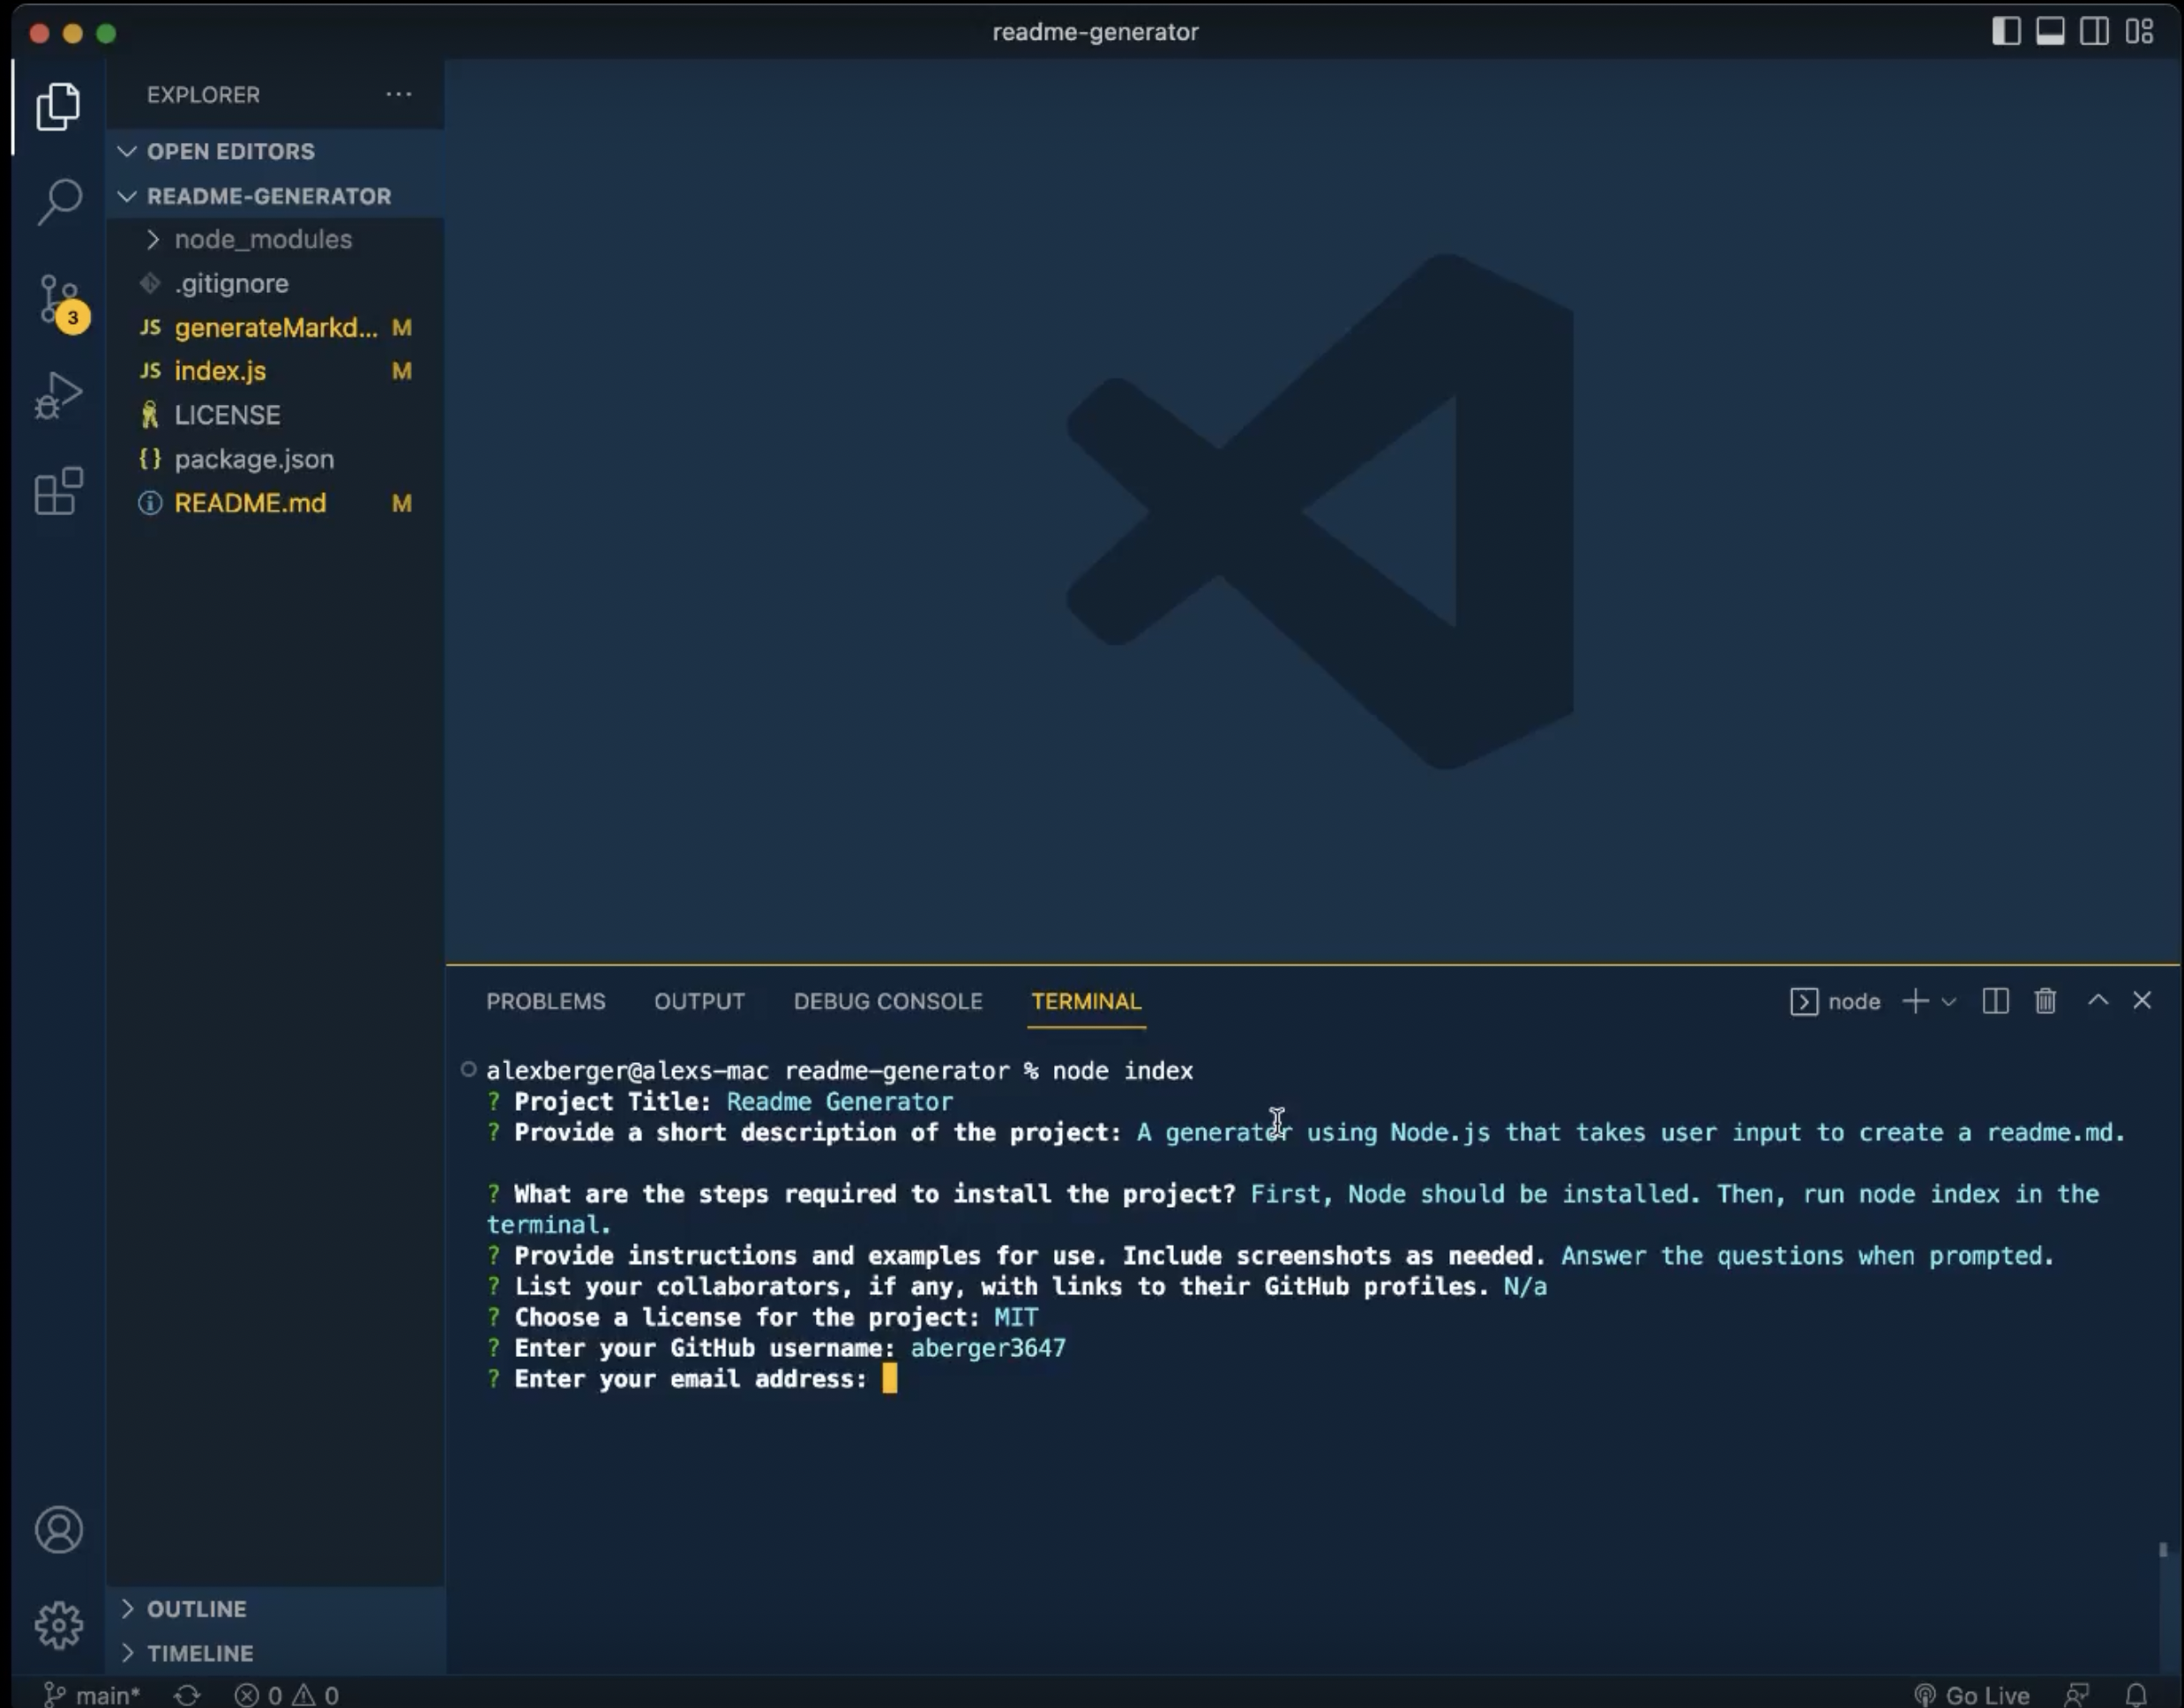 readme-generator
EXPLORER
OPEN EDITORS
README-GENERATOR
node_modules
.gitignore
JS generateMarkd... M
JS index.js M
LICENSE
{} package.json
README.md M
3
OUTLINE
TIMELINE
PROBLEMS OUTPUT DEBUG CONSOLE TERMINAL node
alexberger@alexs-mac readme-generator % node index
? Project Title: Readme Generator
? Provide a short description of the project: A generator using Node.js that takes user input to create a readme.md.
? What are the steps required to install the project? First, Node should be installed. Then, run node index in the
terminal.
? Provide instructions and examples for use. Include screenshots as needed. Answer the questions when prompted.
? List your collaborators, if any, with links to their GitHub profiles. N/a
? Choose a license for the project: MIT
? Enter your GitHub username: aberger3647
? Enter your email address:
main* 0 0 Go Live